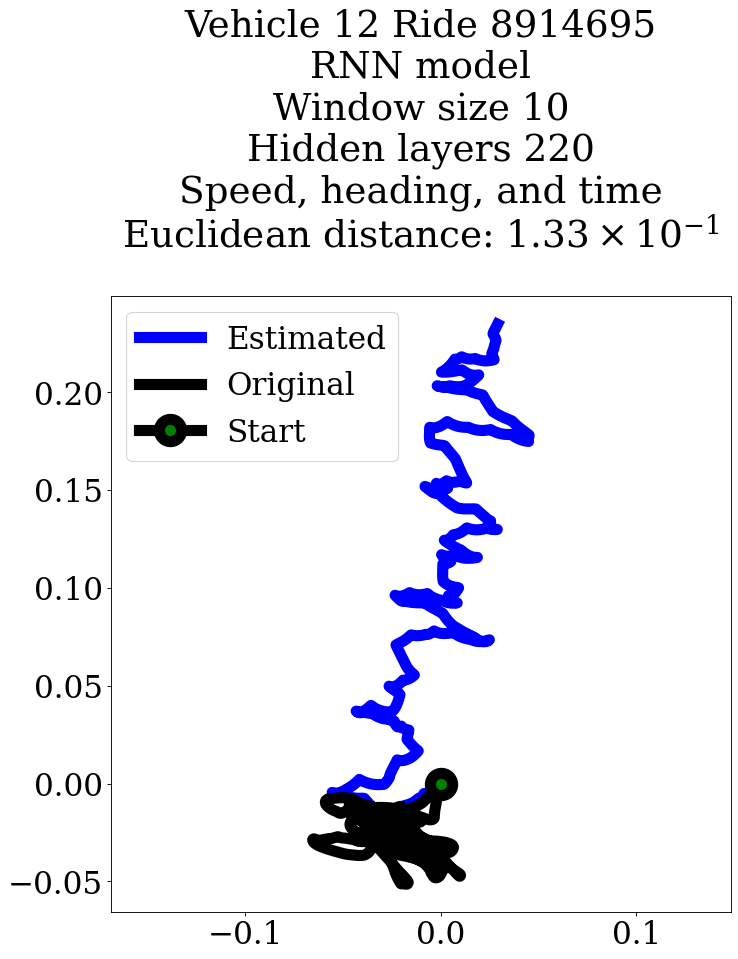 Vehicle 12 Ride 8914695
RNN model
Window size 10
Hidden layers 220
Speed, heading, and time
Euclidean distance: 1.33 × 10⁻¹
Estimated
Original
Start
0.20
0.15
0.10
0.05
0.00
−0.05
−0.1
0.0
0.1